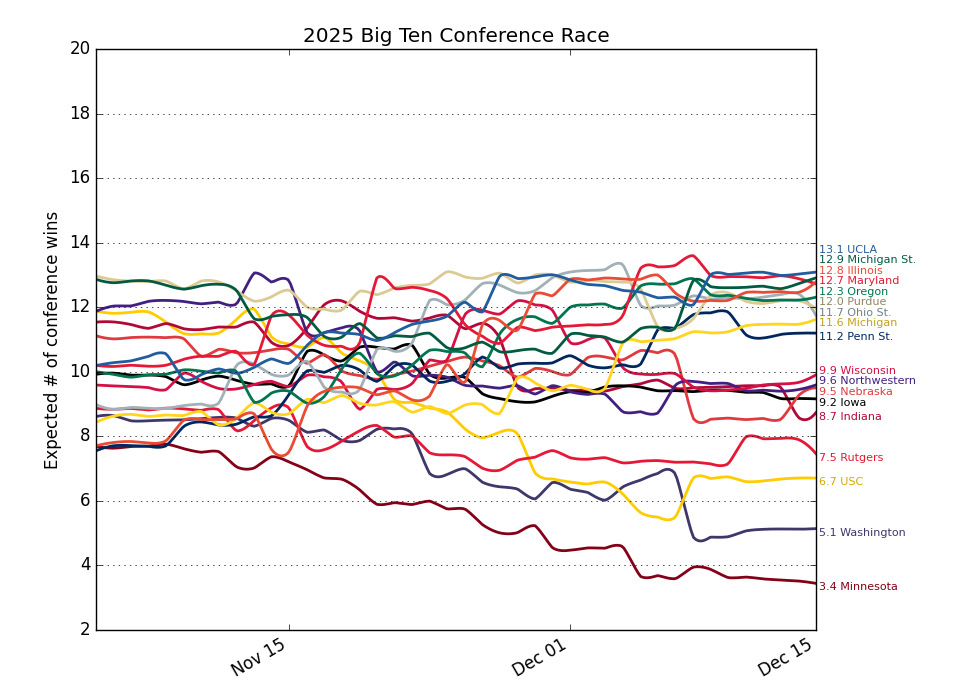 2025 Big Ten Conference Race
Expected # of conference wins
20
18
16
14
12
10
8
6
4
2
Nov 15
Dec 01
Dec 15
13.1 UCLA
12.9 Michigan St.
12.8 Illinois
12.7 Maryland
12.3 Oregon
12.0 Purdue
11.7 Ohio St.
11.6 Michigan
11.2 Penn St.
9.9 Wisconsin
9.6 Northwestern
9.5 Nebraska
9.2 Iowa
8.7 Indiana
7.5 Rutgers
6.7 USC
5.1 Washington
3.4 Minnesota